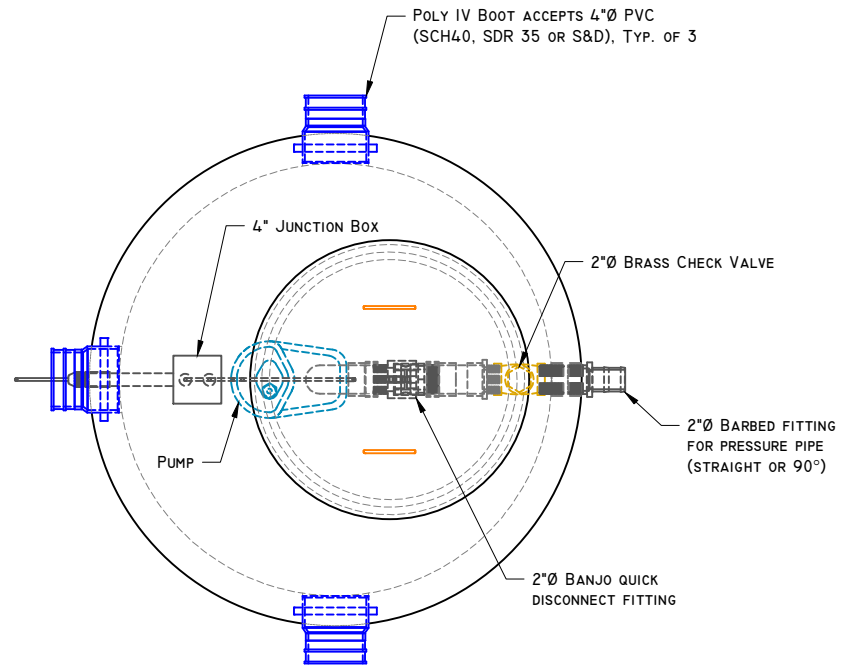 Poly IV Boot accepts 4"Ø PVC
(SCH40, SDR 35 or S&D), Typ. of 3
4" Junction Box
2"Ø Brass Check Valve
Pump
2"Ø Barbed fitting
for pressure pipe
(straight or 90°)
2"Ø Banjo quick
disconnect fitting